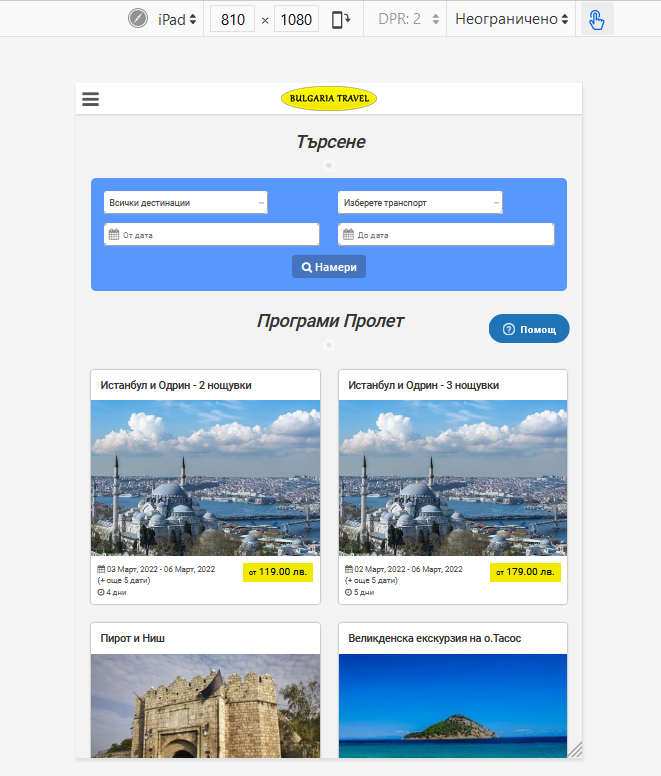 iPad 810 × 1080 DPR: 2 Неограничено
BULGARIA TRAVEL
Търсене
Всички дестинации
Изберете транспорт
От дата
До дата
Намери
Програми Пролет
Помощ
Истанбул и Одрин - 2 нощувки
03 Март, 2022 - 06 Март, 2022
(+ още 5 дати)
4 дни
от 119.00 лв.
Истанбул и Одрин - 3 нощувки
02 Март, 2022 - 06 Март, 2022
(+ още 5 дати)
5 дни
от 179.00 лв.
Пирот и Ниш
Великденска екскурзия на о.Тасос